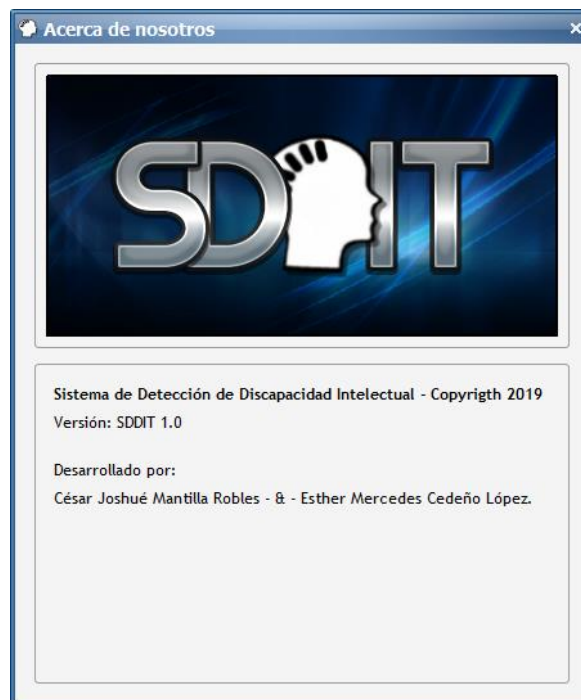 Acerca de nosotros
SDDIT
Sistema de Detección de Discapacidad Intelectual - Copyrigth 2019
Versión: SDDIT 1.0
Desarrollado por:
César Joshué Mantilla Robles - & - Esther Mercedes Cedeño López.